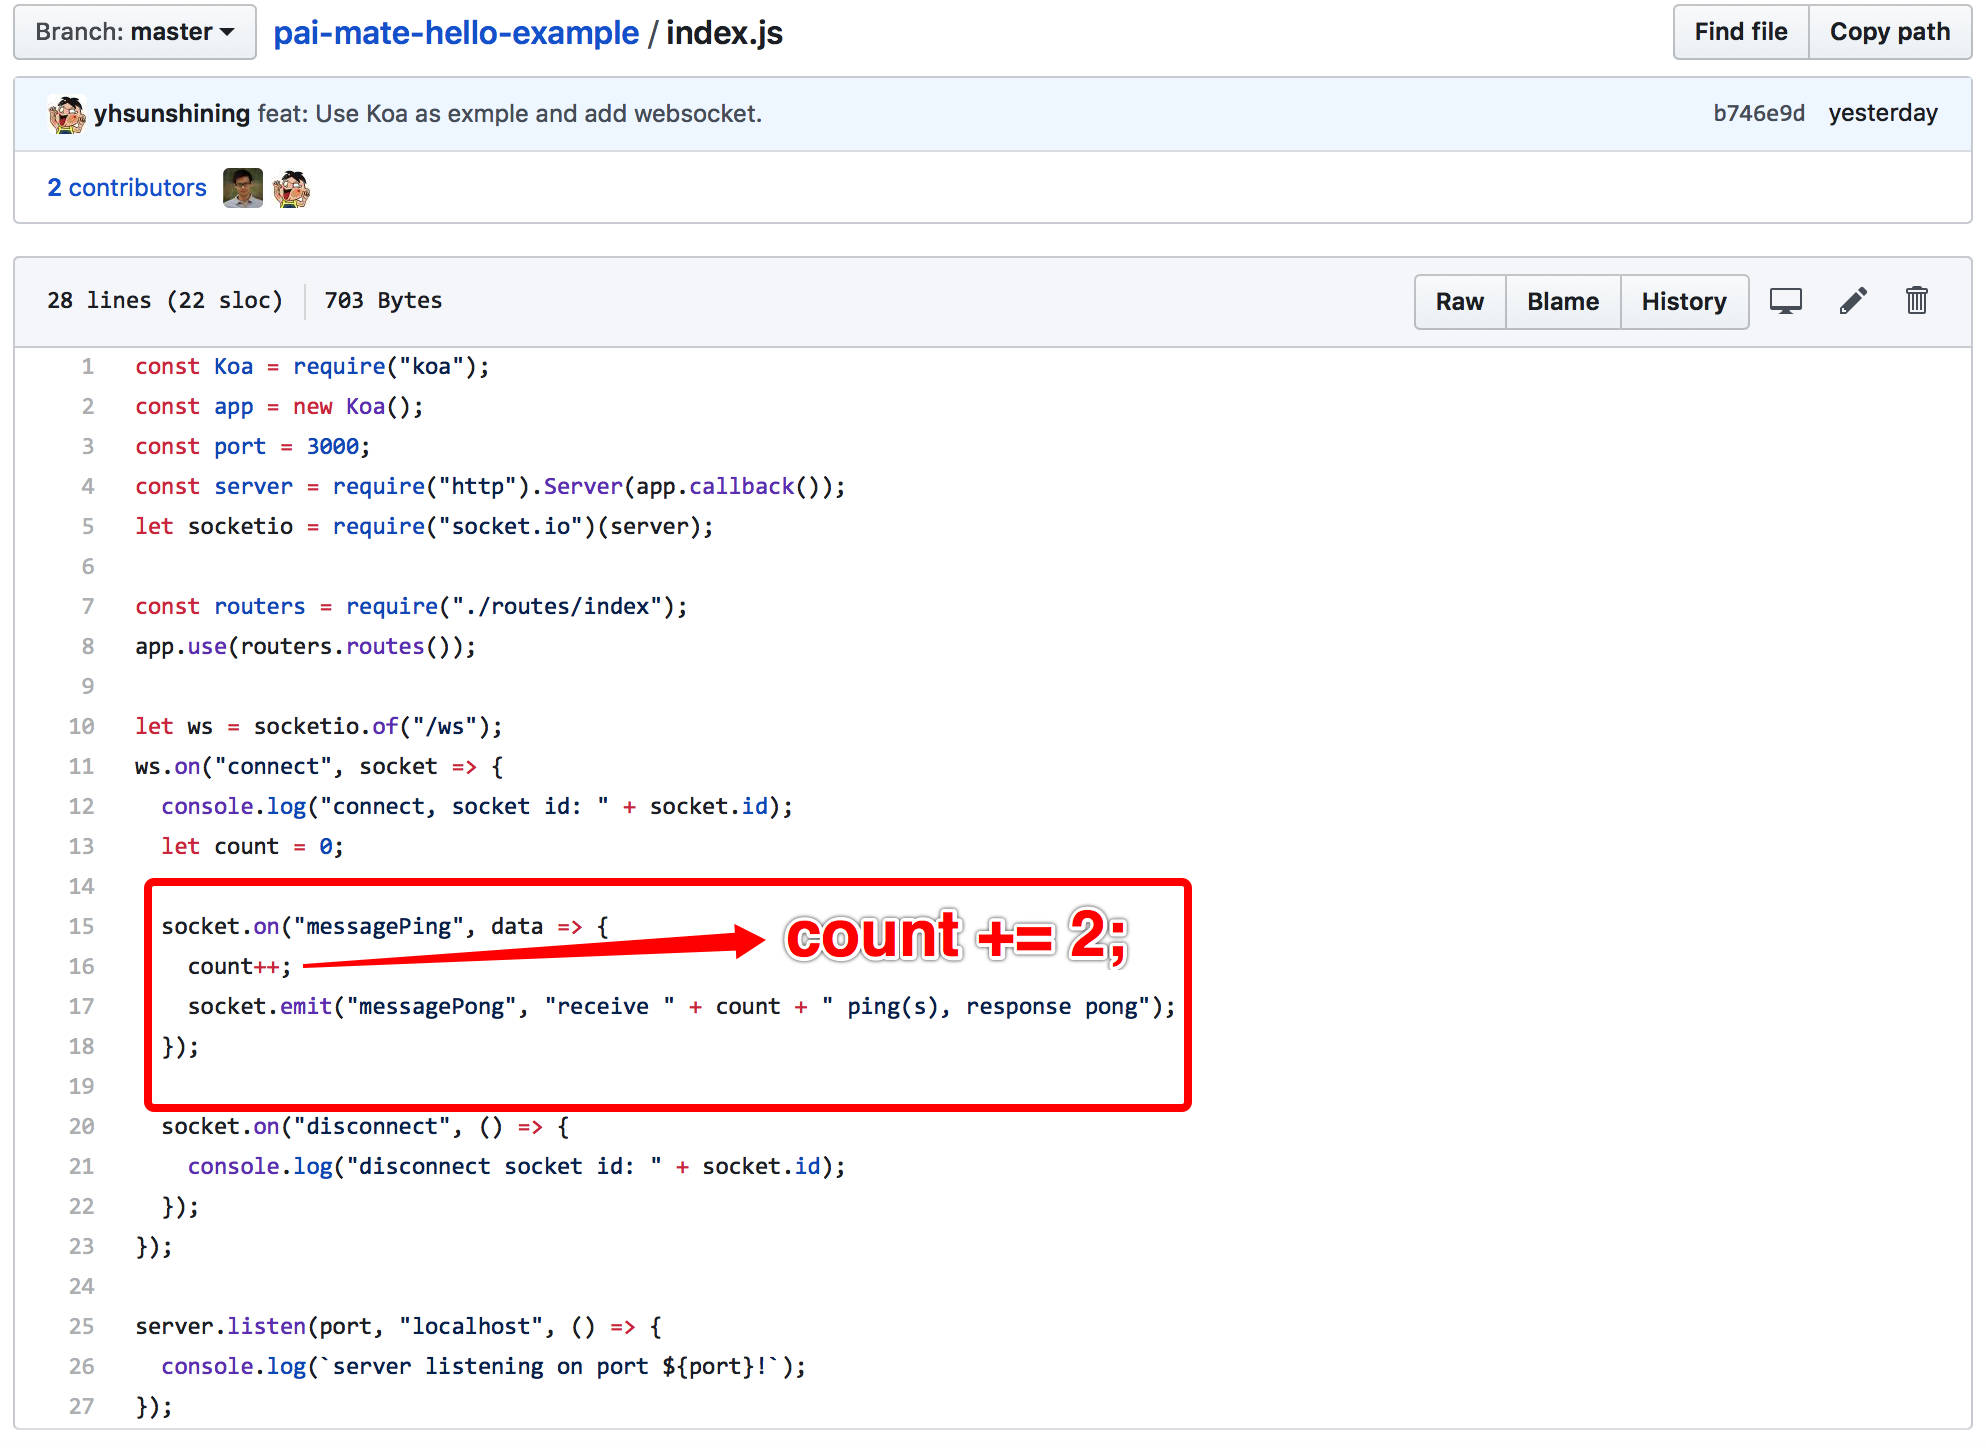 Branch: master pai-mate-hello-example / index.js Find file Copy path
yhsunshining feat: Use Koa as exmple and add websocket. b746e9d yesterday
2 contributors
28 lines (22 sloc) 703 Bytes Raw Blame History
1 const Koa = require("koa");
2 const app = new Koa();
3 const port = 3000;
4 const server = require("http").Server(app.callback());
5 let socketio = require("socket.io")(server);
6
7 const routers = require("./routes/index");
8 app.use(routers.routes());
9
10 let ws = socketio.of("/ws");
11 ws.on("connect", socket => {
12   console.log("connect, socket id: " + socket.id);
13   let count = 0;
14
15   socket.on("messagePing", data => {
count += 2;
16     count++;
17     socket.emit("messagePong", "receive " + count + " ping(s), response pong");
18   });
19
20   socket.on("disconnect", () => {
21     console.log("disconnect socket id: " + socket.id);
22   });
23 });
24
25 server.listen(port, "localhost", () => {
26   console.log(`server listening on port ${port}!`);
27 });